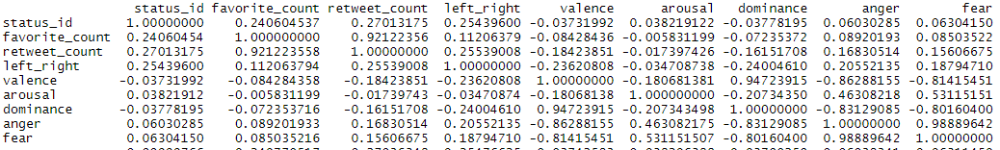 status_id favorite_count retweet_count left_right valence arousal dominance anger fear
status_id 1.00000000 0.240604537 0.27013175 0.25439600 -0.03731992 0.038219122 -0.03778195 0.06030285 0.06304150
favorite_count 0.24060454 1.000000000 0.92122356 0.11206379 -0.08428436 -0.005831199 -0.07235372 0.08920193 0.08503522
retweet_count 0.27013175 0.921223558 1.00000000 0.25539008 -0.18423851 -0.017397426 -0.16151708 0.16830514 0.15606675
left_right 0.25439600 0.112063794 0.25539008 1.00000000 -0.23620808 -0.034708738 -0.24004610 0.20552135 0.18794710
valence -0.03731992 -0.084284358 -0.18423851 -0.23620808 1.00000000 -0.180681381 0.94723915 -0.86288155 -0.81415451
arousal 0.03821912 -0.005831199 -0.01739743 -0.03470874 -0.18068138 1.000000000 -0.20734350 0.46308218 0.53115151
dominance -0.03778195 -0.072353716 -0.16151708 -0.24004610 0.94723915 -0.207343498 1.00000000 -0.83129085 -0.80160400
anger 0.06030285 0.089201933 0.16830514 0.20552135 -0.86288155 0.463082175 -0.83129085 1.00000000 0.98889642
fear 0.06304150 0.085035216 0.15606675 0.18794710 -0.81415451 0.531151507 -0.80160400 0.98889642 1.00000000